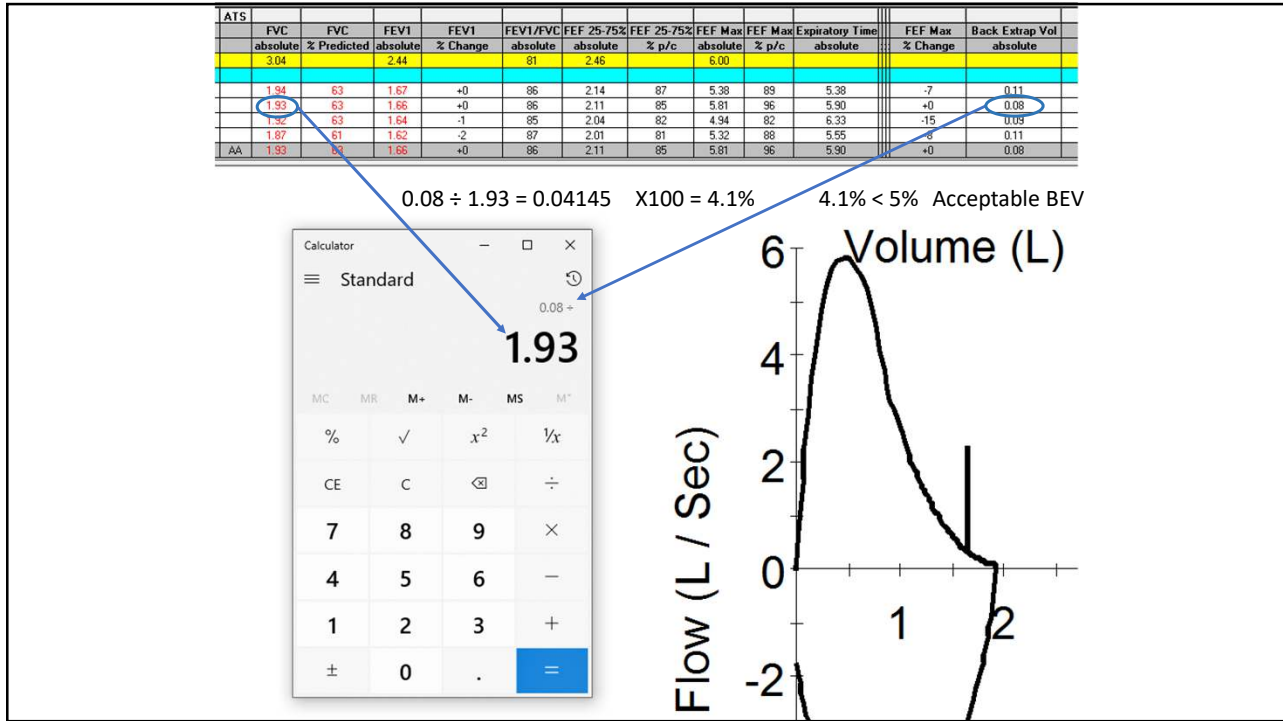 ATS
FVC FVC FEV1 FEV1 FEV1/FVC FEF 25-75% FEF 25-75% FEF Max FEF Max Expiratory Time FEF Max Back Extrap Vol
absolute % Predicted absolute % Change absolute absolute % p/c absolute % p/c absolute % Change absolute
3.04 2.44 81 2.46 6.00
1.94 63 1.67 +0 86 2.14 87 5.38 89 5.38 -7 0.11
1.93 63 1.66 +0 86 2.11 85 5.81 96 5.90 +0 0.08
1.92 63 1.64 -1 85 2.04 82 4.94 82 6.33 -15 0.09
1.87 61 1.62 -2 87 2.01 81 5.32 88 5.55 -8 0.11
AA 1.93 63 1.66 +0 86 2.11 85 5.81 96 5.90 +0 0.08
0.08 ÷ 1.93 = 0.04145 X100 = 4.1% 4.1% < 5% Acceptable BEV
Calculator
Standard
0.08 ÷
1.93
MC MR M+ M- MS
% √ x² ¹/x
CE C ÷
7 8 9 ×
4 5 6 −
1 2 3 +
± 0 . =
Volume (L)
Flow (L / Sec)
6
4
2
0
-2
1 2